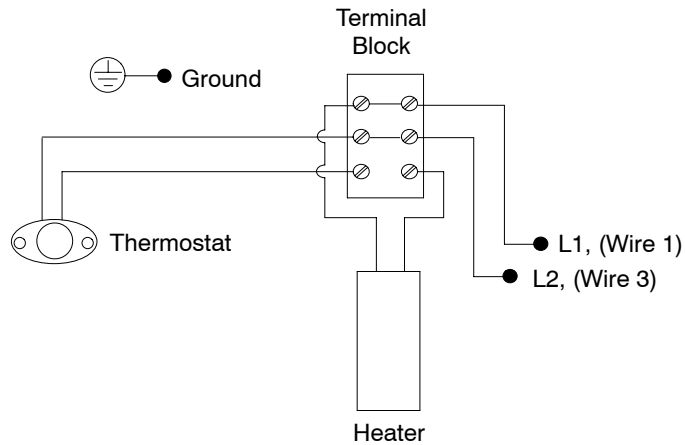 Terminal
Block
Ground
Thermostat
L1, (Wire 1)
L2, (Wire 3)
Heater